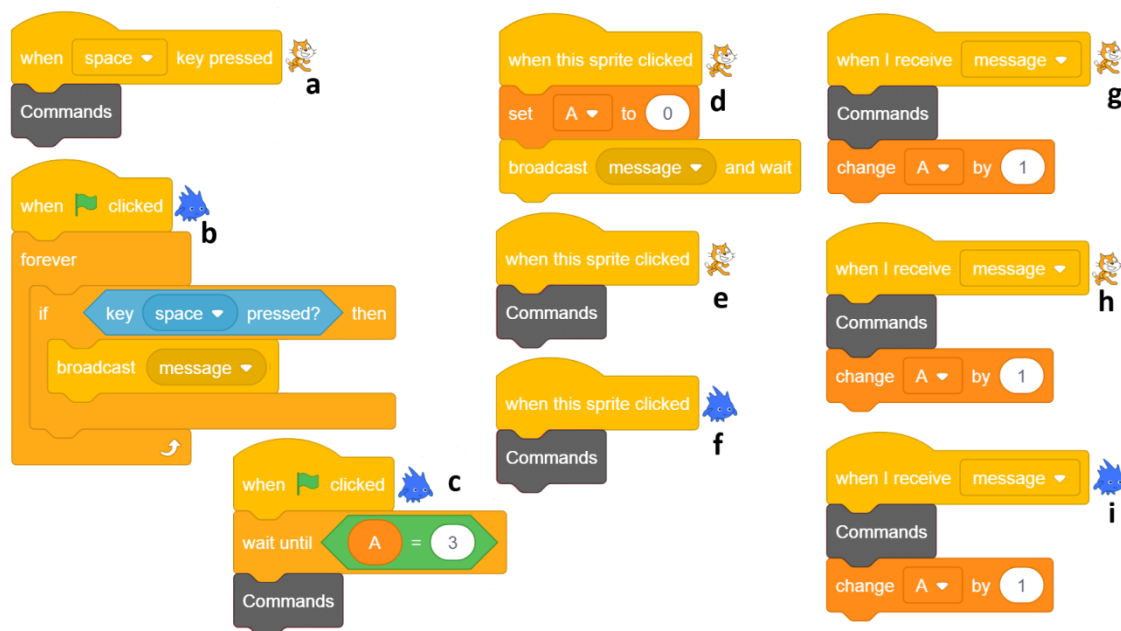 when space key pressed
a
Commands
when clicked
b
forever
if key space pressed? then
broadcast message
when clicked
c
wait until A = 3
Commands
when this sprite clicked
d
set A to 0
broadcast message and wait
when this sprite clicked
e
Commands
when this sprite clicked
f
Commands
when I receive message
g
Commands
change A by 1
when I receive message
h
Commands
change A by 1
when I receive message
i
Commands
change A by 1